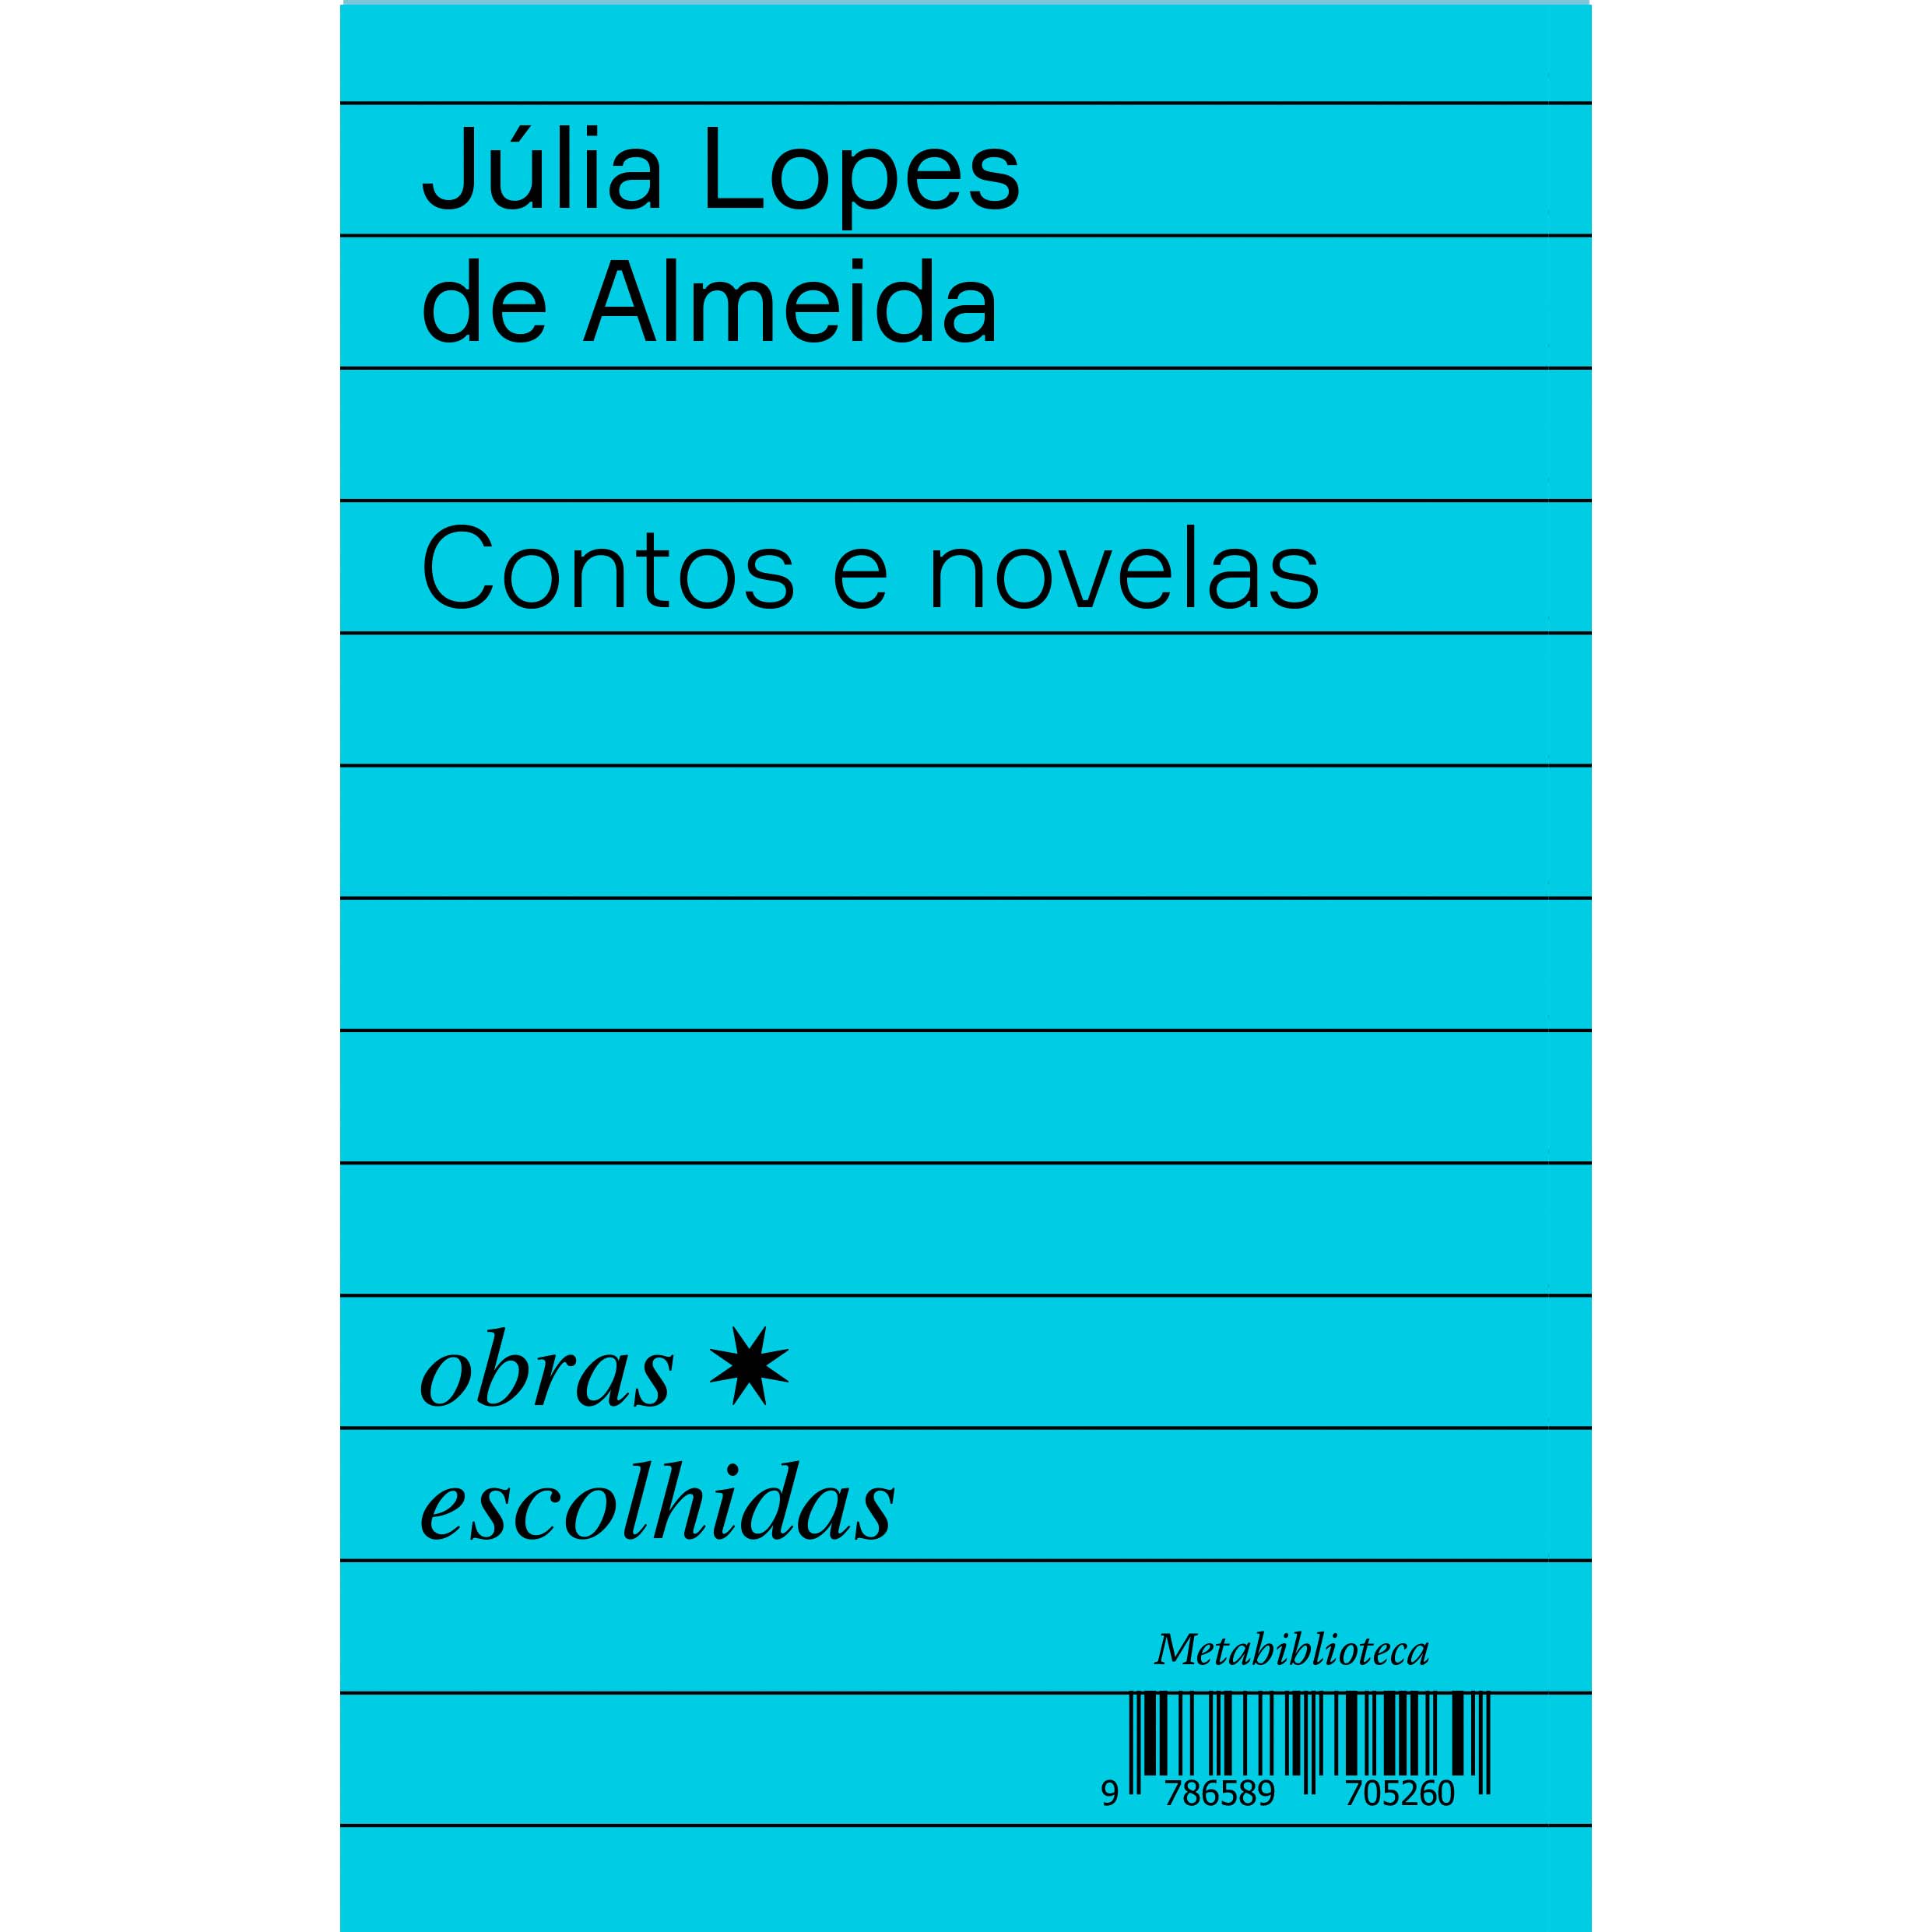 Júlia Lopes
de Almeida
Contos e novelas
obras
escolhidas
Metabiblioteca
9 786589 705260